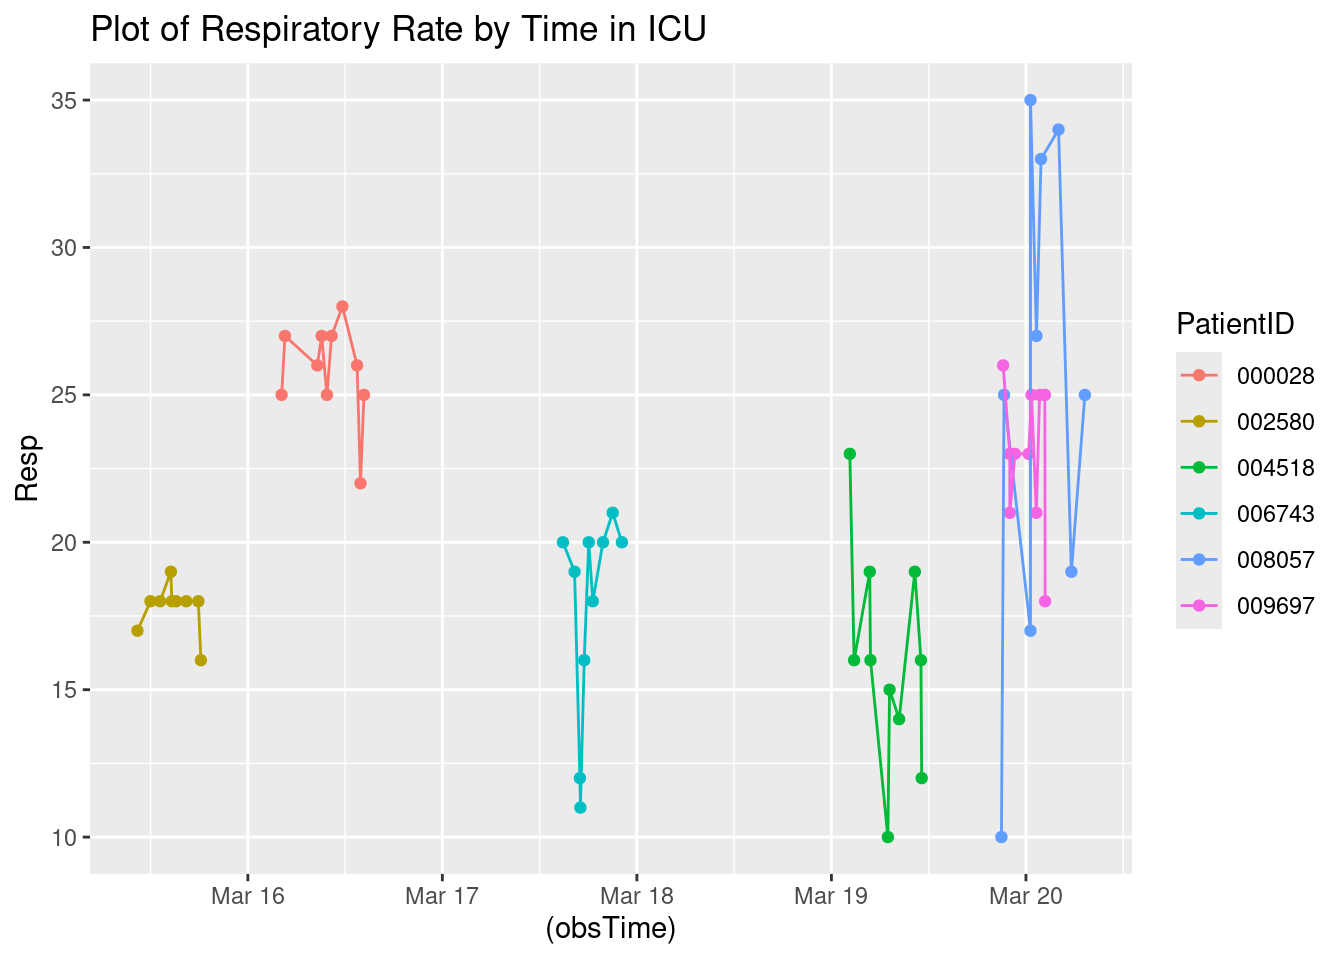 Plot of Respiratory Rate by Time in ICU
35
30
25
20
15
10
Resp
Mar 16
Mar 17
Mar 18
Mar 19
Mar 20
(obsTime)
PatientID
000028
002580
004518
006743
008057
009697